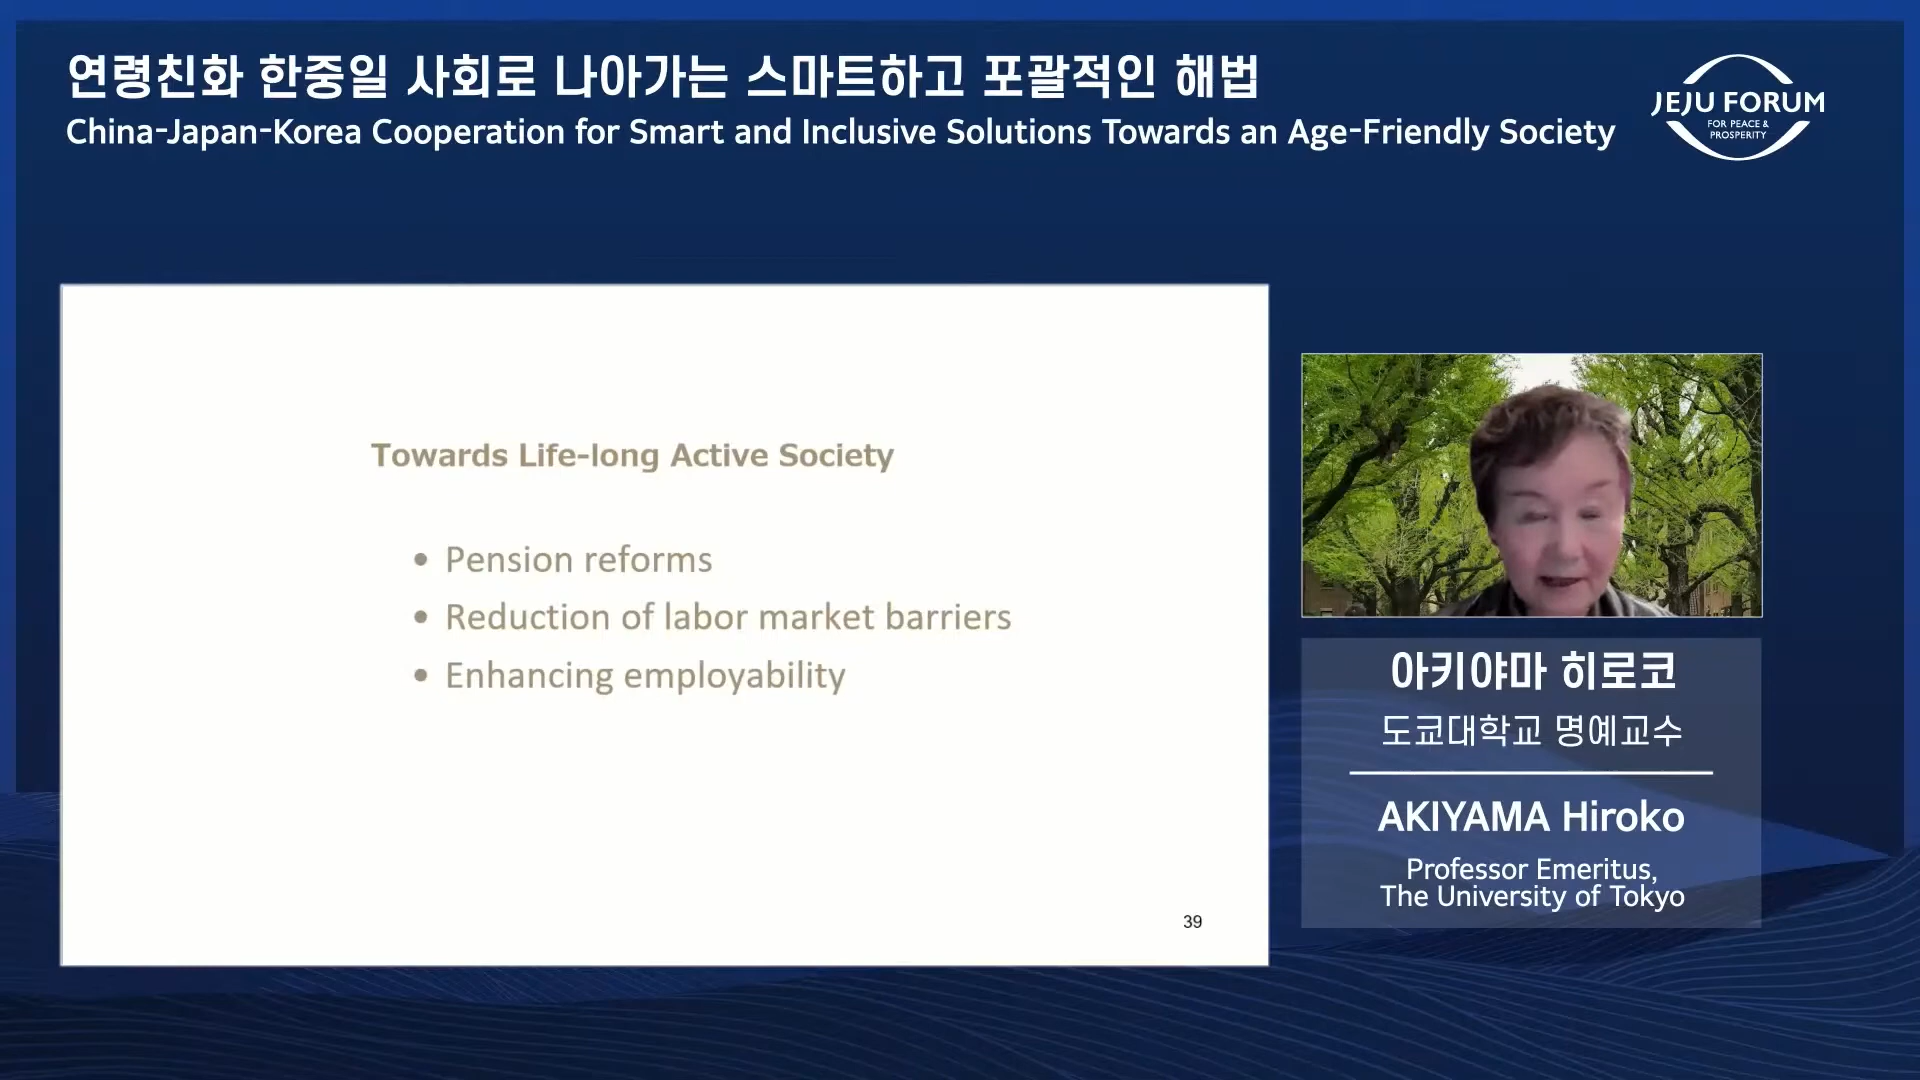 연령친화 한중일 사회로 나아가는 스마트하고 포괄적인 해법
China-Japan-Korea Cooperation for Smart and Inclusive Solutions Towards an Age-Friendly Society
JEJU FORUM
FOR PEACE &
PROSPERITY
Towards Life-long Active Society
• Pension reforms
• Reduction of labor market barriers
• Enhancing employability
39
아키야마 히로코
도쿄대학교 명예교수
AKIYAMA Hiroko
Professor Emeritus,
The University of Tokyo